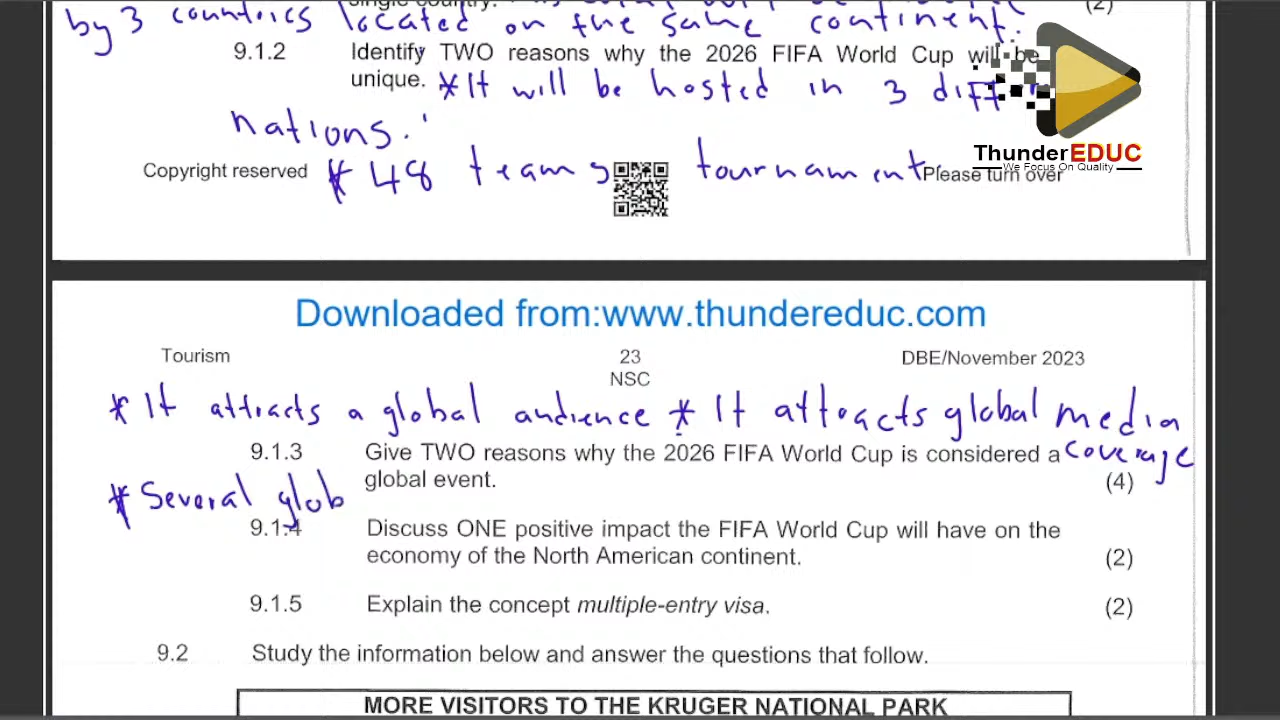 by 3 countries located on the same continent.
(2)
9.1.2 Identify TWO reasons why the 2026 FIFA World Cup will be
unique. *It will be hosted in 3
nations.
Copyright reserved * 48 teams tournament Please turn over
ThunderEDUC
We Focus On Quality
Downloaded from:www.thundereduc.com
Tourism 23 DBE/November 2023
NSC
* It attracts a global audience * It attracts global media
9.1.3 Give TWO reasons why the 2026 FIFA World Cup is considered a coverage
global event. (4)
* Several glob
9.1.4 Discuss ONE positive impact the FIFA World Cup will have on the
economy of the North American continent. (2)
9.1.5 Explain the concept multiple-entry visa. (2)
9.2 Study the information below and answer the questions that follow.
MORE VISITORS TO THE KRUGER NATIONAL PARK